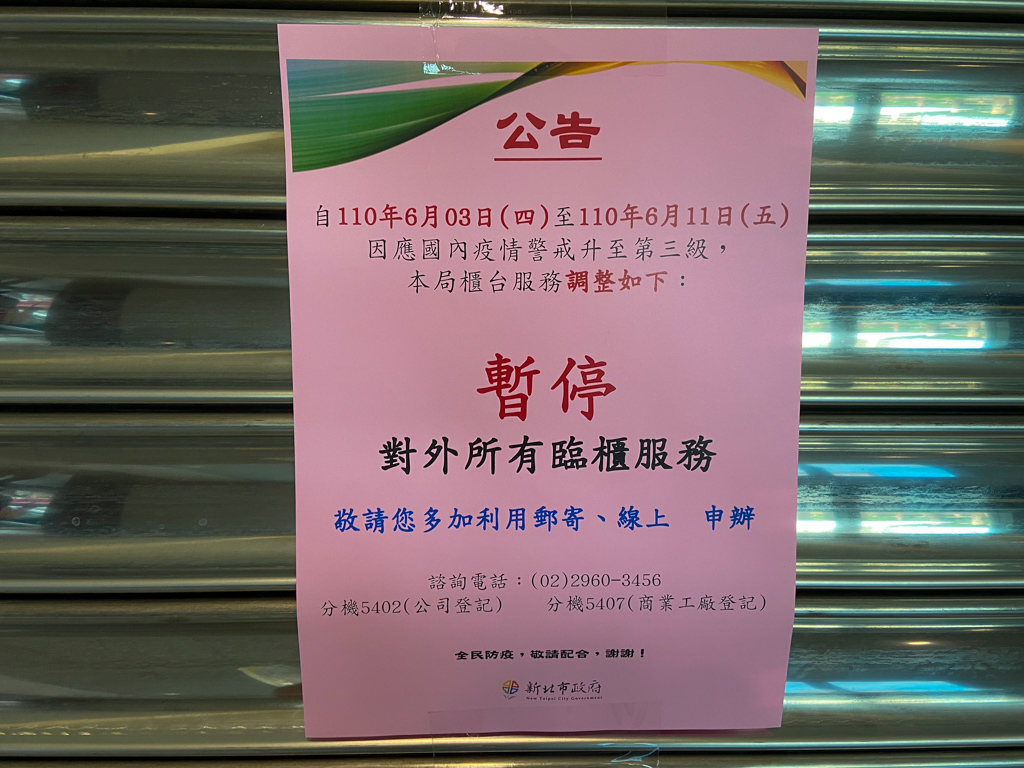 公告
自110年6月03日(四)至110年6月11日(五)
因應國內疫情警戒升至第三級，
本局櫃台服務調整如下：
暫停
對外所有臨櫃服務
敬請您多加利用郵寄、線上　申辦
諮詢電話：(02)2960-3456
分機5402(公司登記)　　分機5407(商業工廠登記)
全民防疫，敬請配合，謝謝！
新北市政府
New Taipei City Government